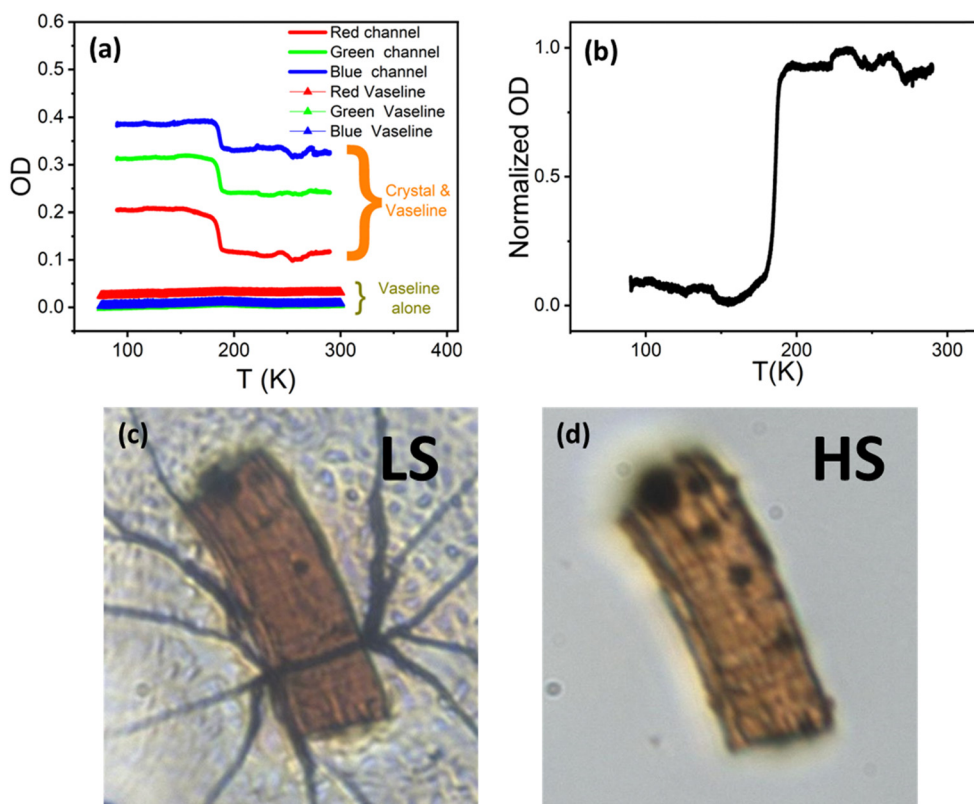 (a)
0.6
0.5
0.4
0.3
0.2
0.1
0.0
OD
Red channel
Green channel
Blue channel
Red Vaseline
Green Vaseline
Blue Vaseline
Crystal &
Vaseline
Vaseline
alone
100 200 300 400
T (K)
(b)
1.0
0.5
0.0
Normalized OD
100 200 300
T(K)
(c)
LS
(d)
HS